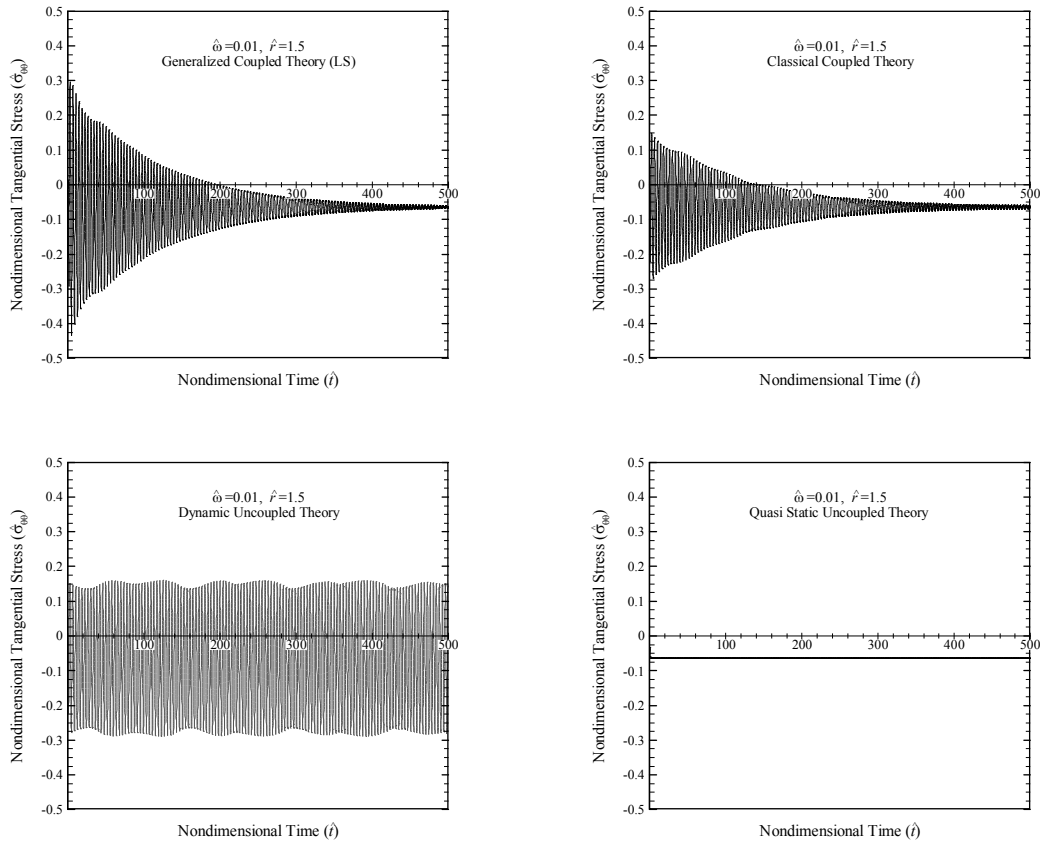 0.5
0.4
0.3
0.2
0.1
0
-0.1
-0.2
-0.3
-0.4
-0.5
100 200 300 400 500
Nondimensional Tangential Stress (σ̂θθ)
ω̂=0.01, r̂=1.5
Generalized Coupled Theory (LS)
Nondimensional Time (t̂)
0.5
0.4
0.3
0.2
0.1
0
-0.1
-0.2
-0.3
-0.4
-0.5
100 200 300 400 500
Nondimensional Tangential Stress (σ̂θθ)
ω̂=0.01, r̂=1.5
Classical Coupled Theory
Nondimensional Time (t̂)
0.5
0.4
0.3
0.2
0.1
0
-0.1
-0.2
-0.3
-0.4
-0.5
100 200 300 400 500
Nondimensional Tangential Stress (σ̂θθ)
ω̂=0.01, r̂=1.5
Dynamic Uncoupled Theory
Nondimensional Time (t̂)
0.5
0.4
0.3
0.2
0.1
0
-0.1
-0.2
-0.3
-0.4
-0.5
100 200 300 400 500
Nondimensional Tangential Stress (σ̂θθ)
ω̂=0.01, r̂=1.5
Quasi Static Uncoupled Theory
Nondimensional Time (t̂)